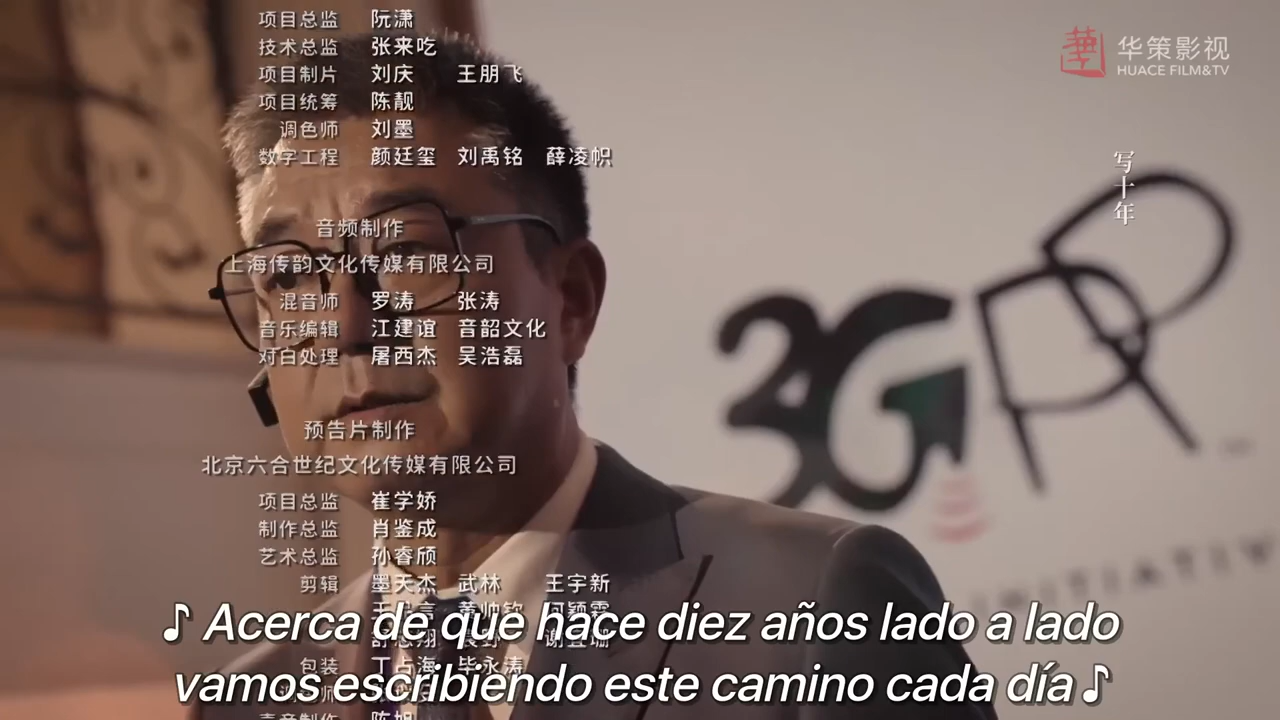 项目总监 阮潇
技术总监 张来吃
项目制片 刘庆 王朋飞
项目统筹 陈靓
调色师 刘墨
数字工程 颜廷玺 刘禹铭 薛凌帜
音频制作
上海传韵文化传媒有限公司
混音师 罗涛 张涛
音乐编辑 江建谊 音韶文化
对白处理 屠西杰 吴浩磊
预告片制作
北京六合世纪文化传媒有限公司
项目总监 崔学娇
制作总监 肖鉴成
艺术总监 孙睿颀
剪辑 墨天杰 武林 王宇新
包装 丁占海 毕永涛
華 华策影视
HUACE FILM&TV
写十年
3GPP
INITIATIV
♪ Acerca de que hace diez años lado a lado
vamos escribiendo este camino cada día ♪